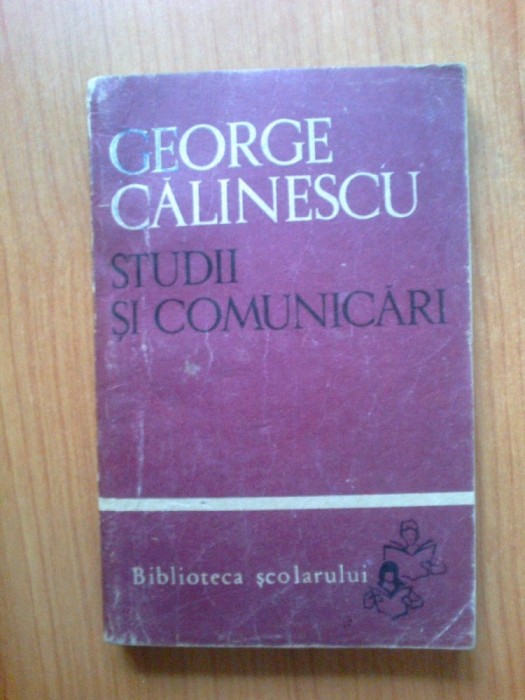 GEORGE
CĂLINESCU
STUDII
ŞI COMUNICĂRI
Biblioteca şcolarului